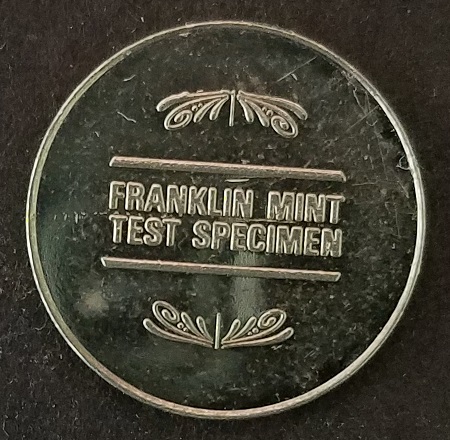 FRANKLIN MINT
TEST SPECIMEN